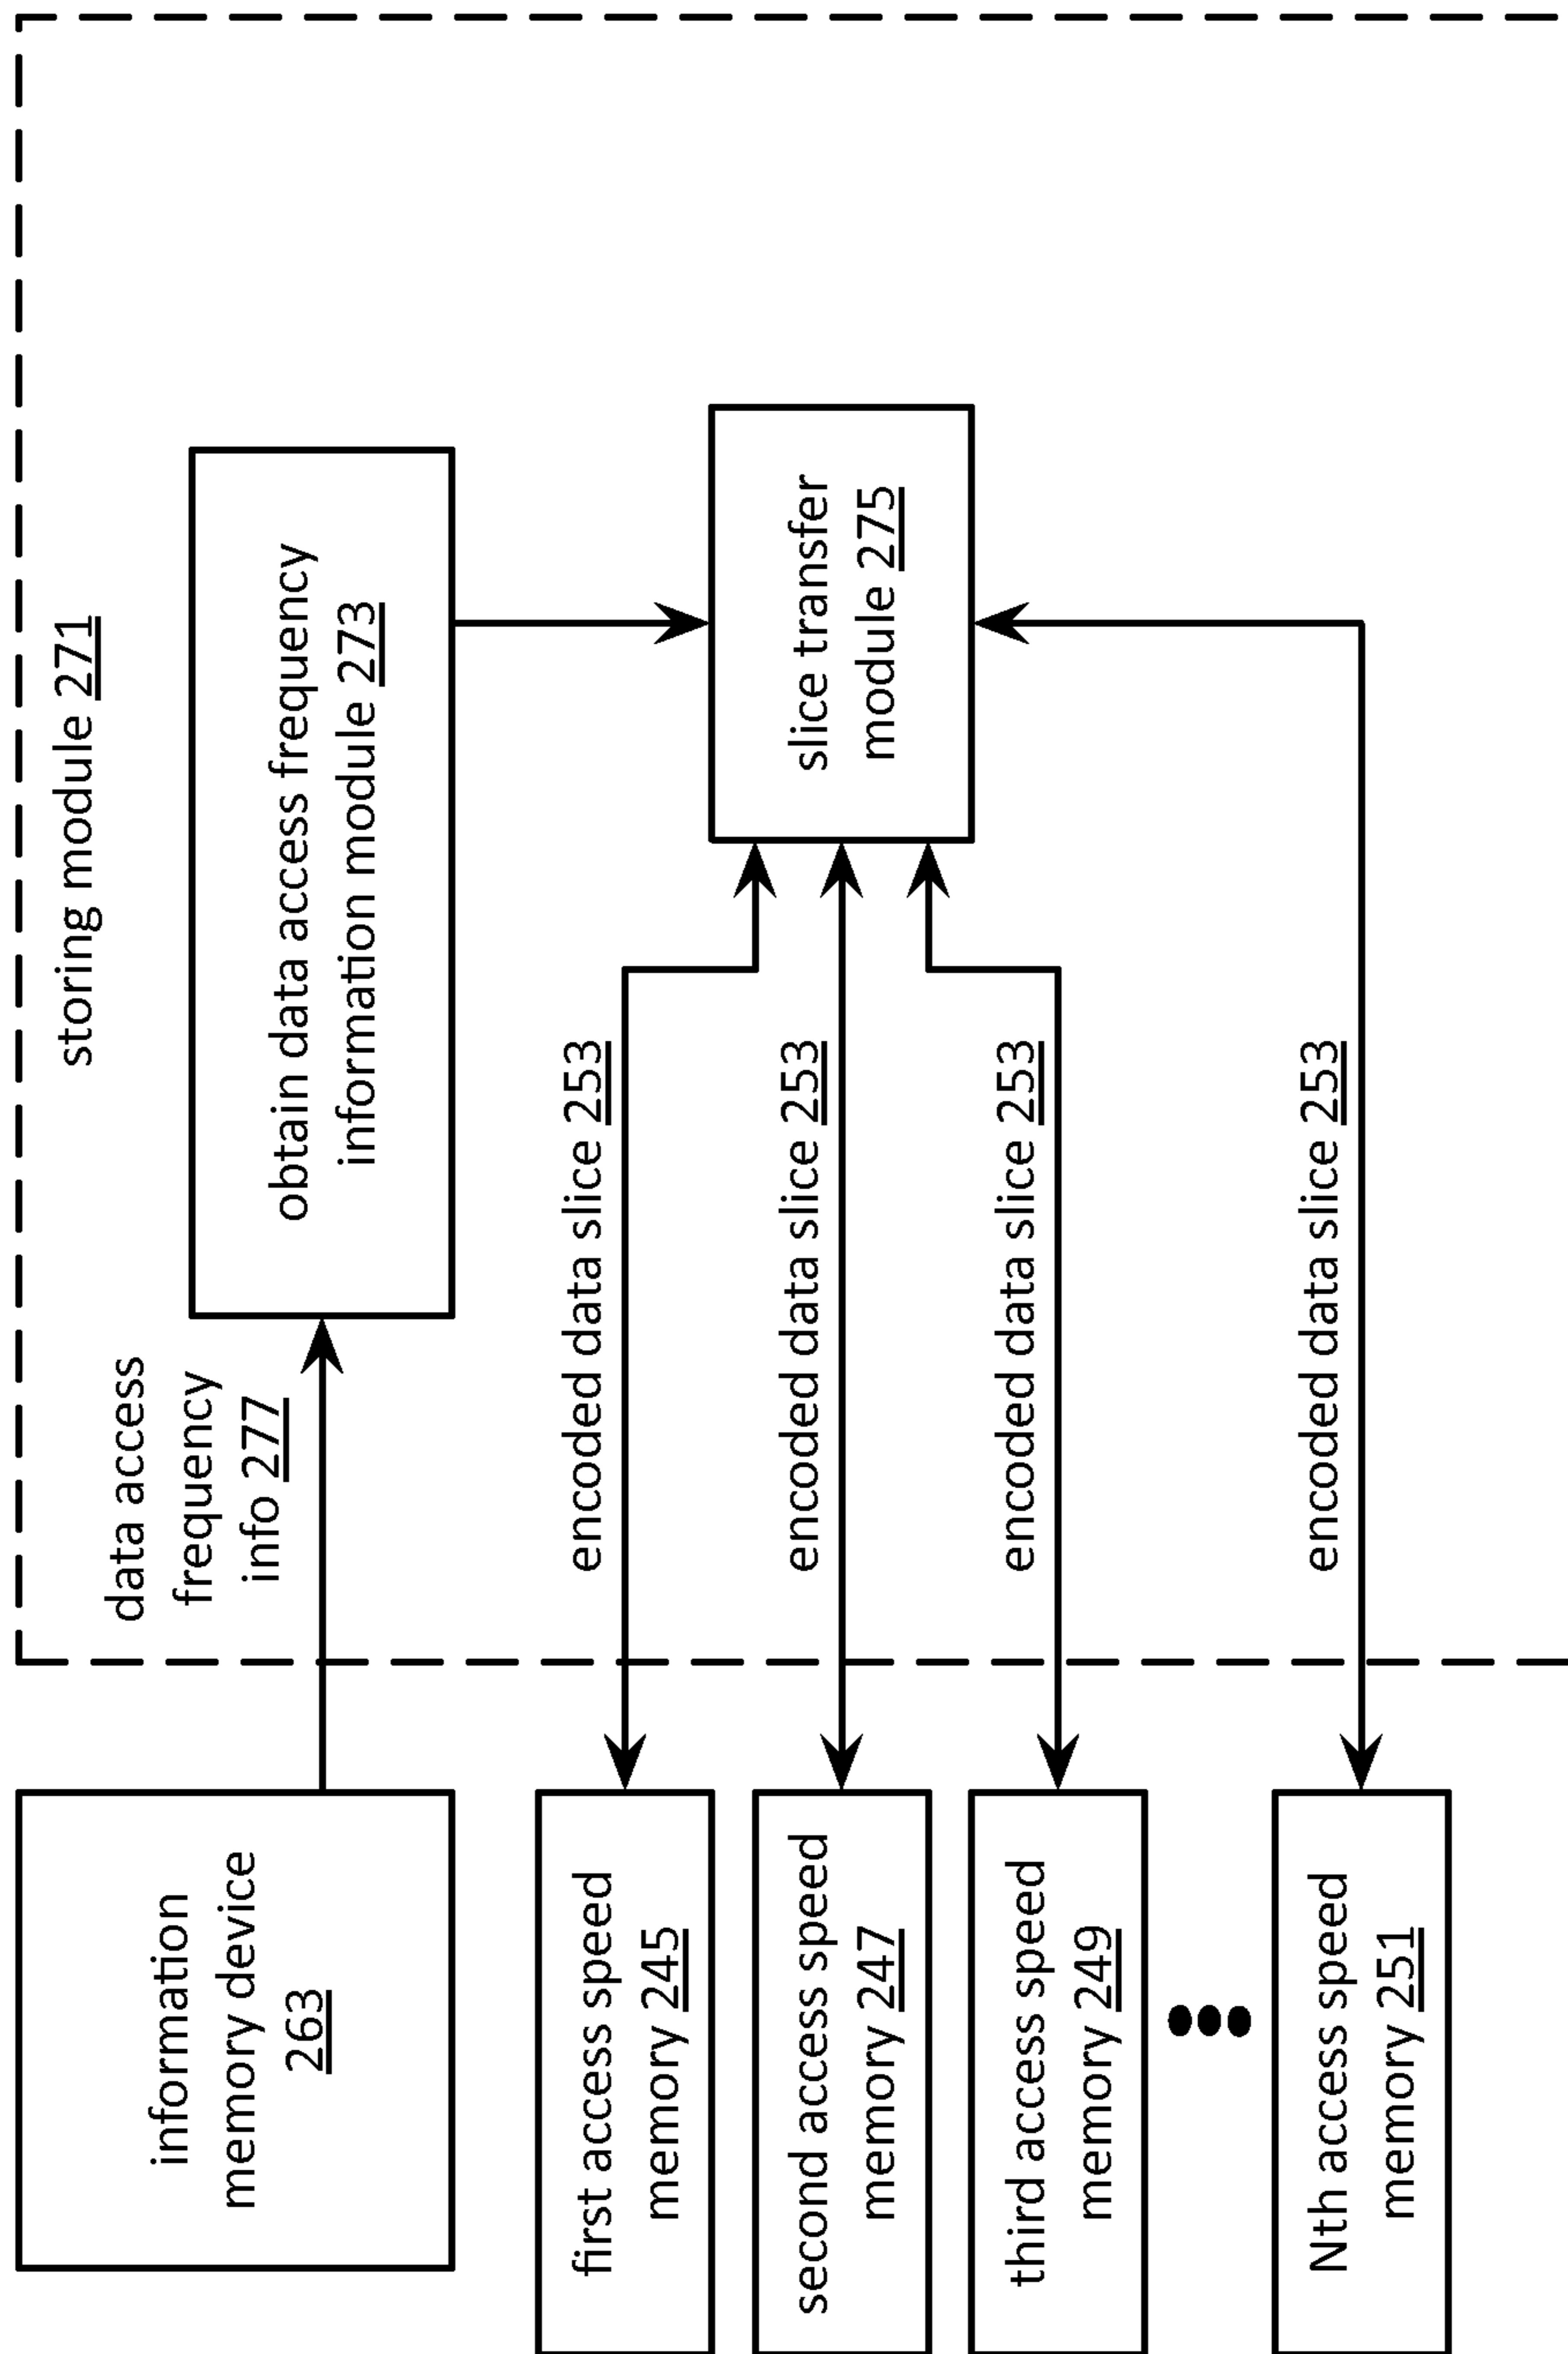 storing module 271
data access
frequency
info 277
information
memory device
263
obtain data access frequency
information module 273
first access speed
memory 245
encoded data slice 253
second access speed
memory 247
encoded data slice 253
slice transfer
module 275
third access speed
memory 249
encoded data slice 253
Nth access speed
memory 251
encoded data slice 253